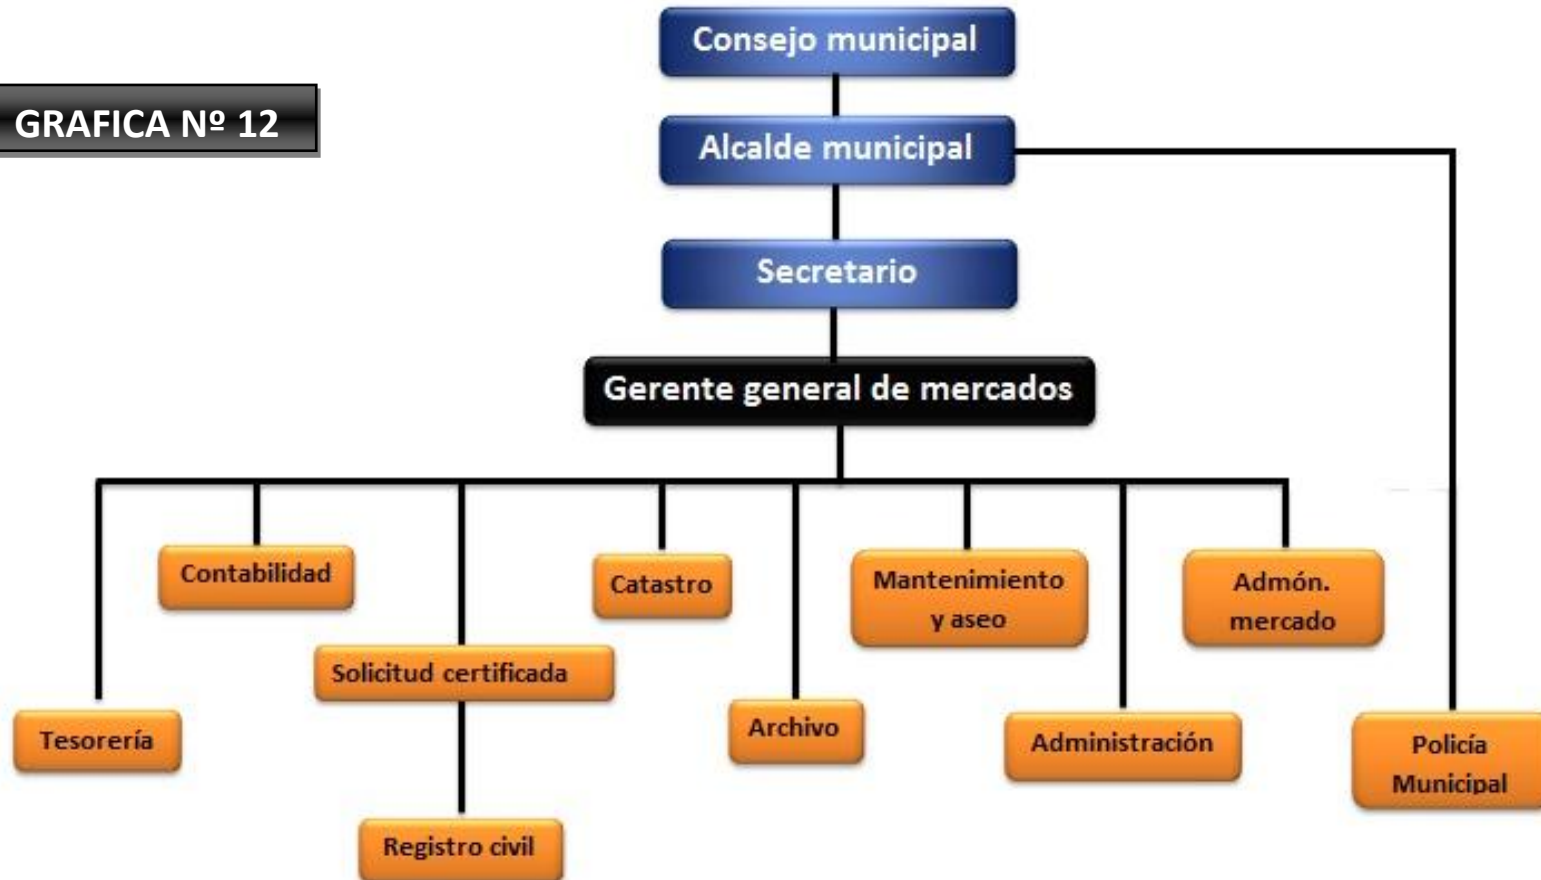 Consejo municipal
GRAFICA Nº 12
Alcalde municipal
Secretario
Gerente general de mercados
Contabilidad
Catastro
Mantenimiento
y aseo
Admón.
mercado
Solicitud certificada
Tesorería
Archivo
Administración
Policía
Municipal
Registro civil